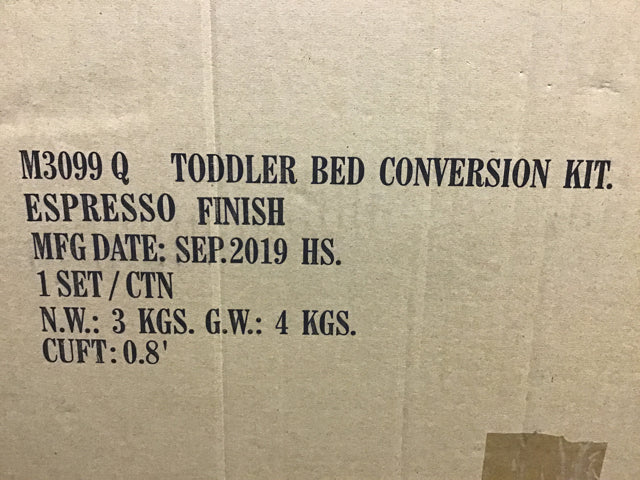 M3099 Q TODDLER BED CONVERSION KIT.
ESPRESSO FINISH
MFG DATE: SEP.2019 HS.
1 SET / CTN
N.W.: 3 KGS. G.W.: 4 KGS.
CUFT: 0.8'